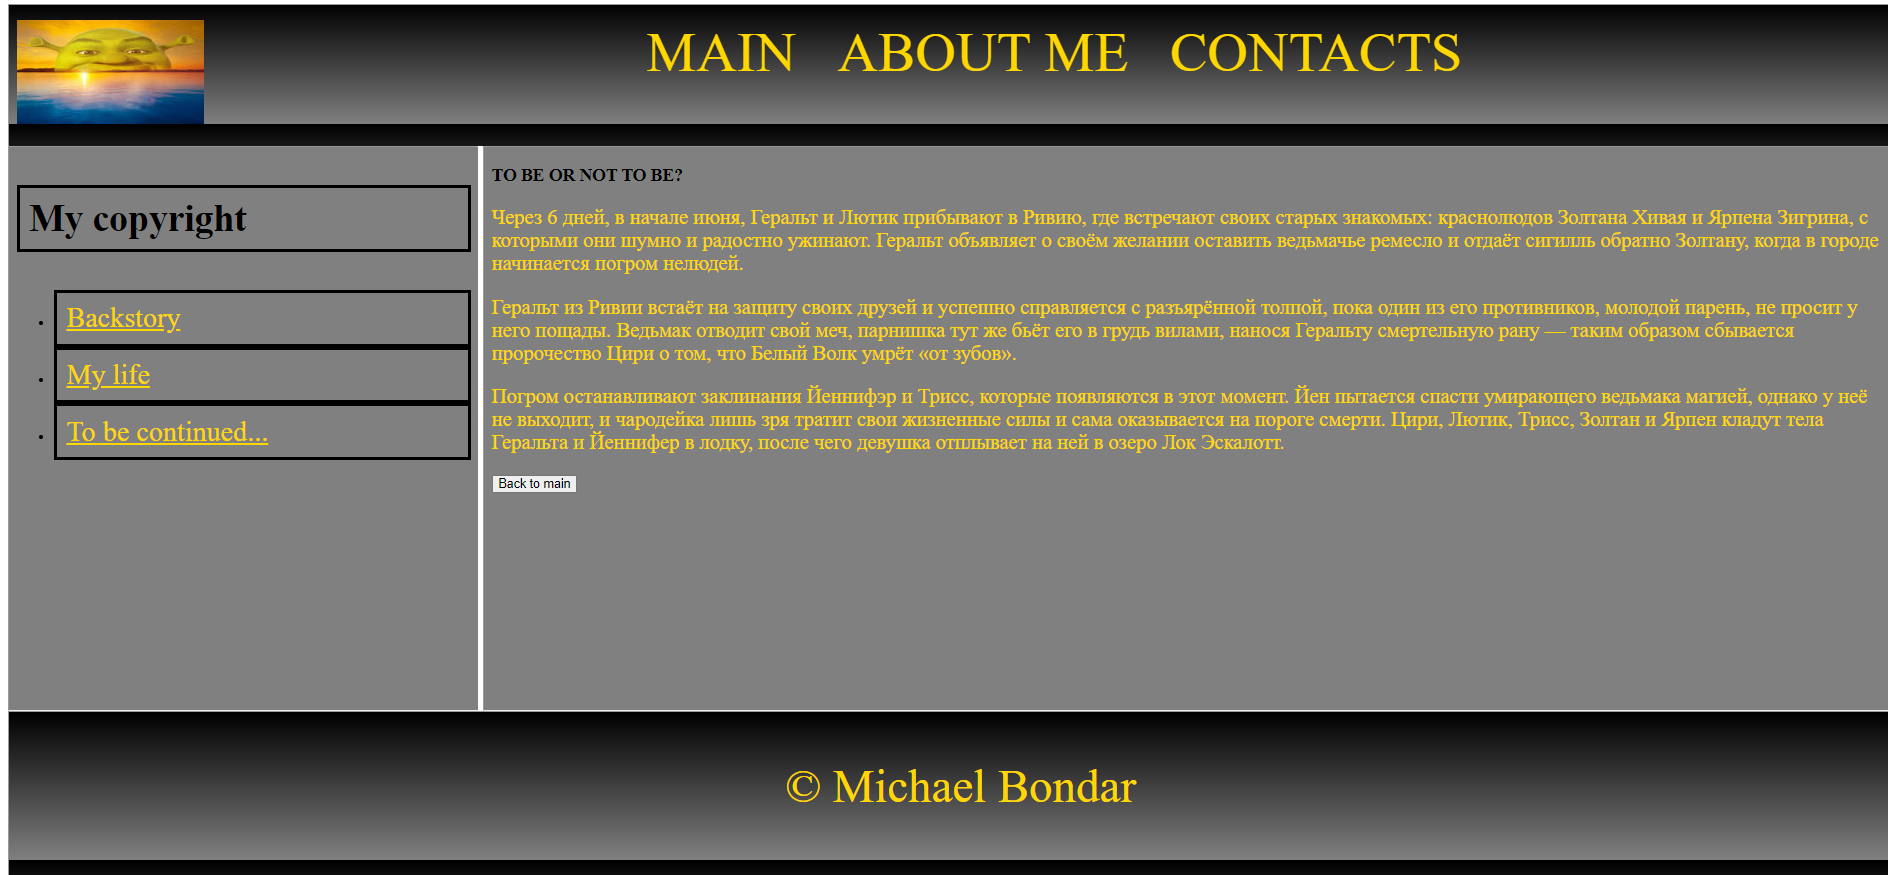 MAIN ABOUT ME CONTACTS
My copyright
Backstory
My life
To be continued...
TO BE OR NOT TO BE?
Через 6 дней, в начале июня, Геральт и Лютик прибывают в Ривию, где встречают своих старых знакомых: краснолюдов Золтана Хивая и Ярпена Зигрина, с
которыми они шумно и радостно ужинают. Геральт объявляет о своём желании оставить ведьмачье ремесло и отдаёт сигилль обратно Золтану, когда в городе
начинается погром нелюдей.
Геральт из Ривии встаёт на защиту своих друзей и успешно справляется с разъярённой толпой, пока один из его противников, молодой парень, не просит у
него пощады. Ведьмак отводит свой меч, парнишка тут же бьёт его в грудь вилами, нанося Геральту смертельную рану — таким образом сбывается
пророчество Цири о том, что Белый Волк умрёт «от зубов».
Погром останавливают заклинания Йеннифэр и Трисс, которые появляются в этот момент. Йен пытается спасти умирающего ведьмака магией, однако у неё
не выходит, и чародейка лишь зря тратит свои жизненные силы и сама оказывается на пороге смерти. Цири, Лютик, Трисс, Золтан и Ярпен кладут тела
Геральта и Йеннифер в лодку, после чего девушка отплывает на ней в озеро Лок Эскалотт.
Back to main
© Michael Bondar